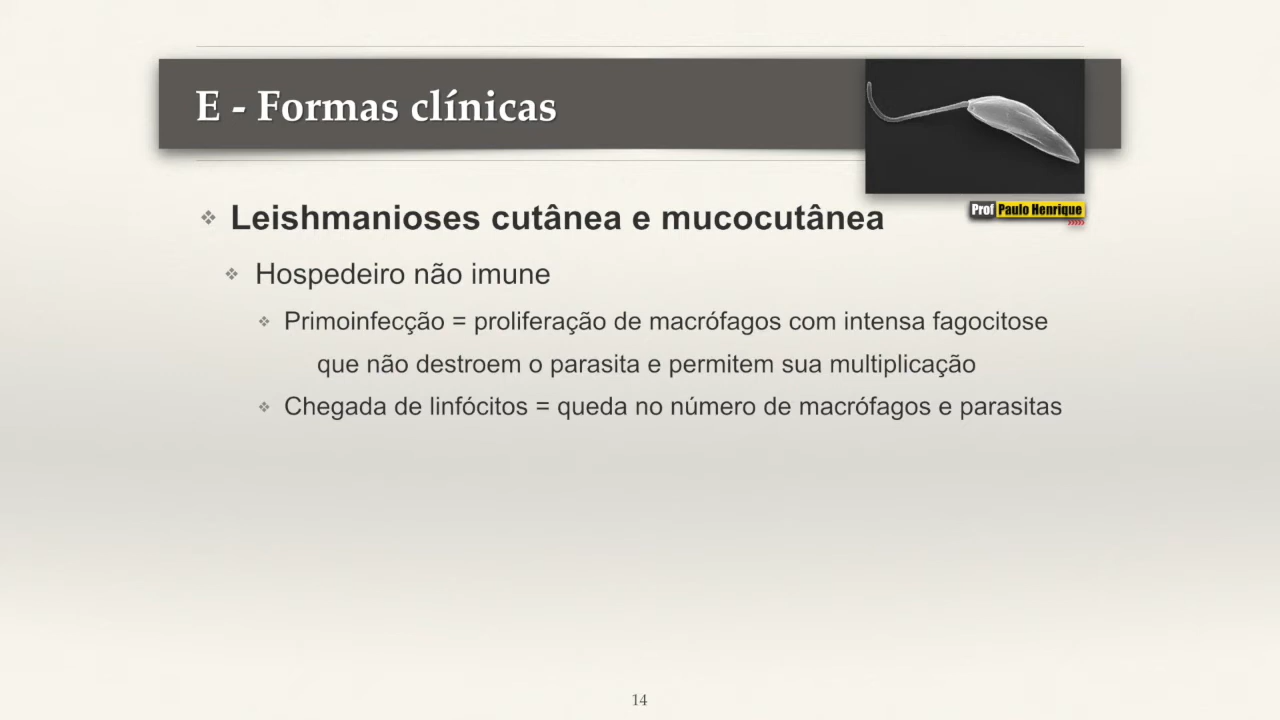 E - Formas clínicas
Prof Paulo Henrique
Leishmanioses cutânea e mucocutânea
Hospedeiro não imune
Primoinfecção = proliferação de macrófagos com intensa fagocitose
que não destroem o parasita e permitem sua multiplicação
Chegada de linfócitos = queda no número de macrófagos e parasitas
14